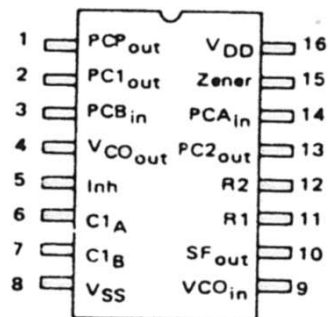 1 PCPout VDD 16
2 PC1out Zener 15
3 PCBin PCAin 14
4 VCOout PC2out 13
5 Inh R2 12
6 C1A R1 11
7 C1B SFout 10
8 VSS VCOin 9